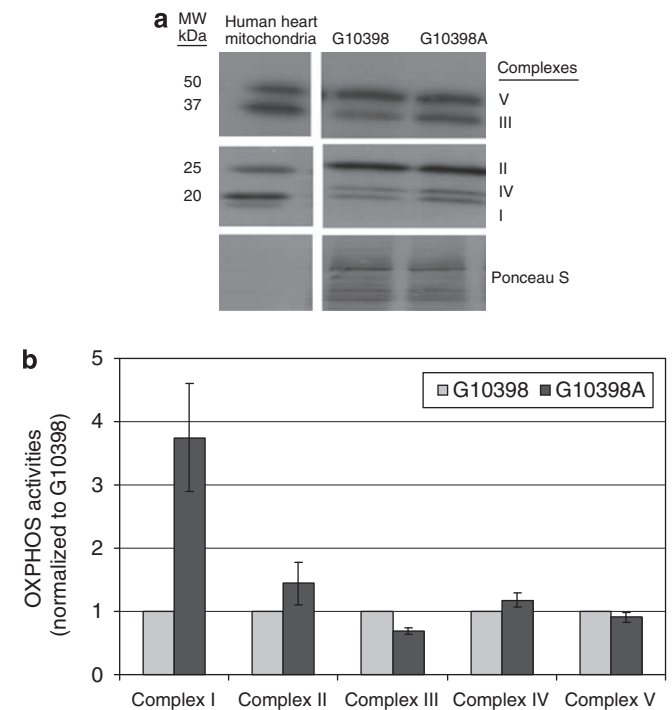 a
MW
kDa
Human heart
mitochondria
G10398
G10398A
Complexes
50
37
V
III
25
20
II
IV
I
Ponceau S
b
OXPHOS activities
(normalized to G10398)
5
4
3
2
1
0
G10398 G10398A
Complex I Complex II Complex III Complex IV Complex V